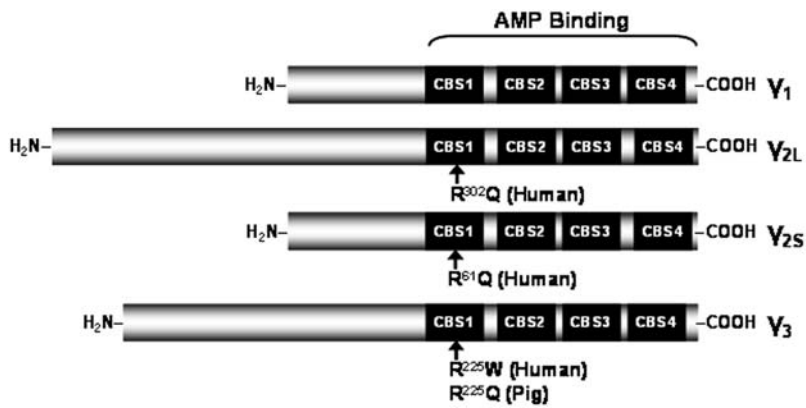 AMP Binding
H₂N– CBS1 CBS2 CBS3 CBS4 –COOH γ₁
H₂N– CBS1 CBS2 CBS3 CBS4 –COOH γ₂L
R³⁰²Q (Human)
H₂N– CBS1 CBS2 CBS3 CBS4 –COOH γ₂S
R⁶¹Q (Human)
H₂N– CBS1 CBS2 CBS3 CBS4 –COOH γ₃
R²²⁵W (Human)
R²²⁵Q (Pig)